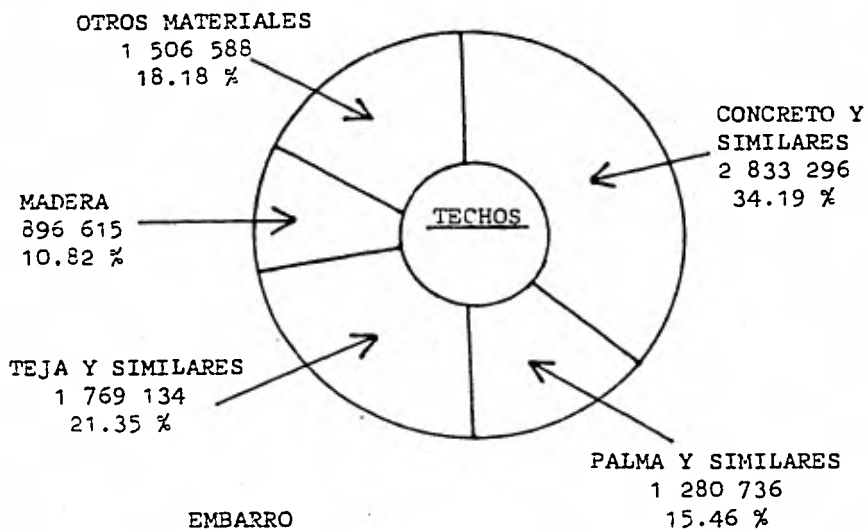 OTROS MATERIALES
1 506 588
18.18 %
CONCRETO Y
SIMILARES
2 833 296
34.19 %
MADERA
896 615
10.82 %
TECHOS
TEJA Y SIMILARES
1 769 134
21.35 %
PALMA Y SIMILARES
1 280 736
15.46 %
EMBARRO